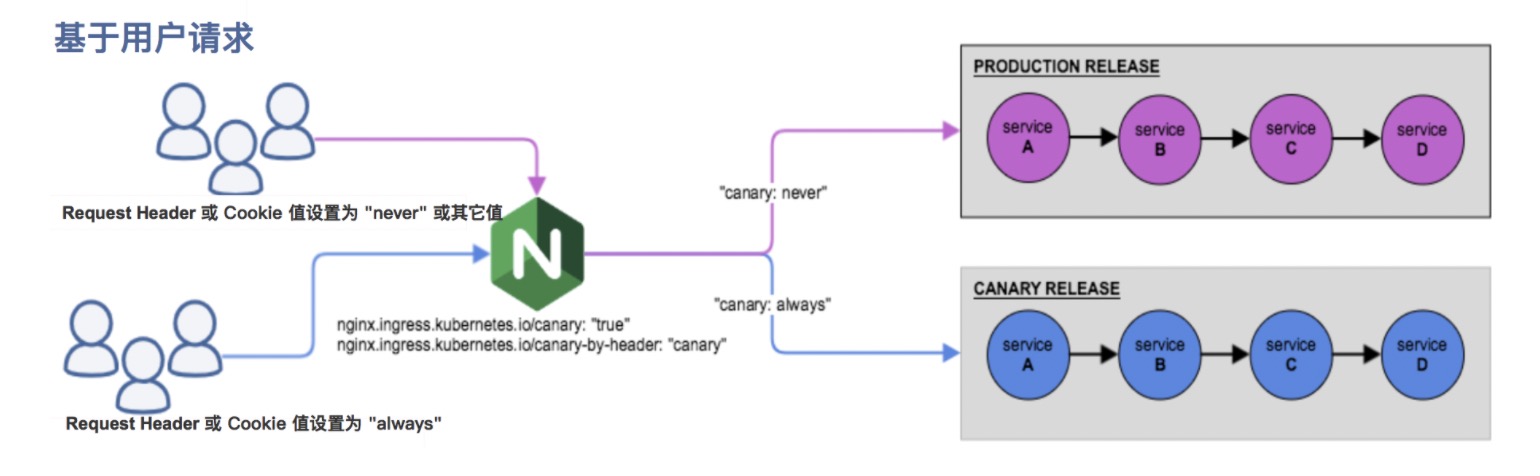 基于用户请求
Request Header 或 Cookie 值设置为 "never" 或其它值
N
nginx.ingress.kubernetes.io/canary: "true"
nginx.ingress.kubernetes.io/canary-by-header: "canary"
Request Header 或 Cookie 值设置为 "always"
"canary: never"
"canary: always"
PRODUCTION RELEASE
service
A
service
B
service
C
service
D
CANARY RELEASE
service
A
service
B
service
C
service
D